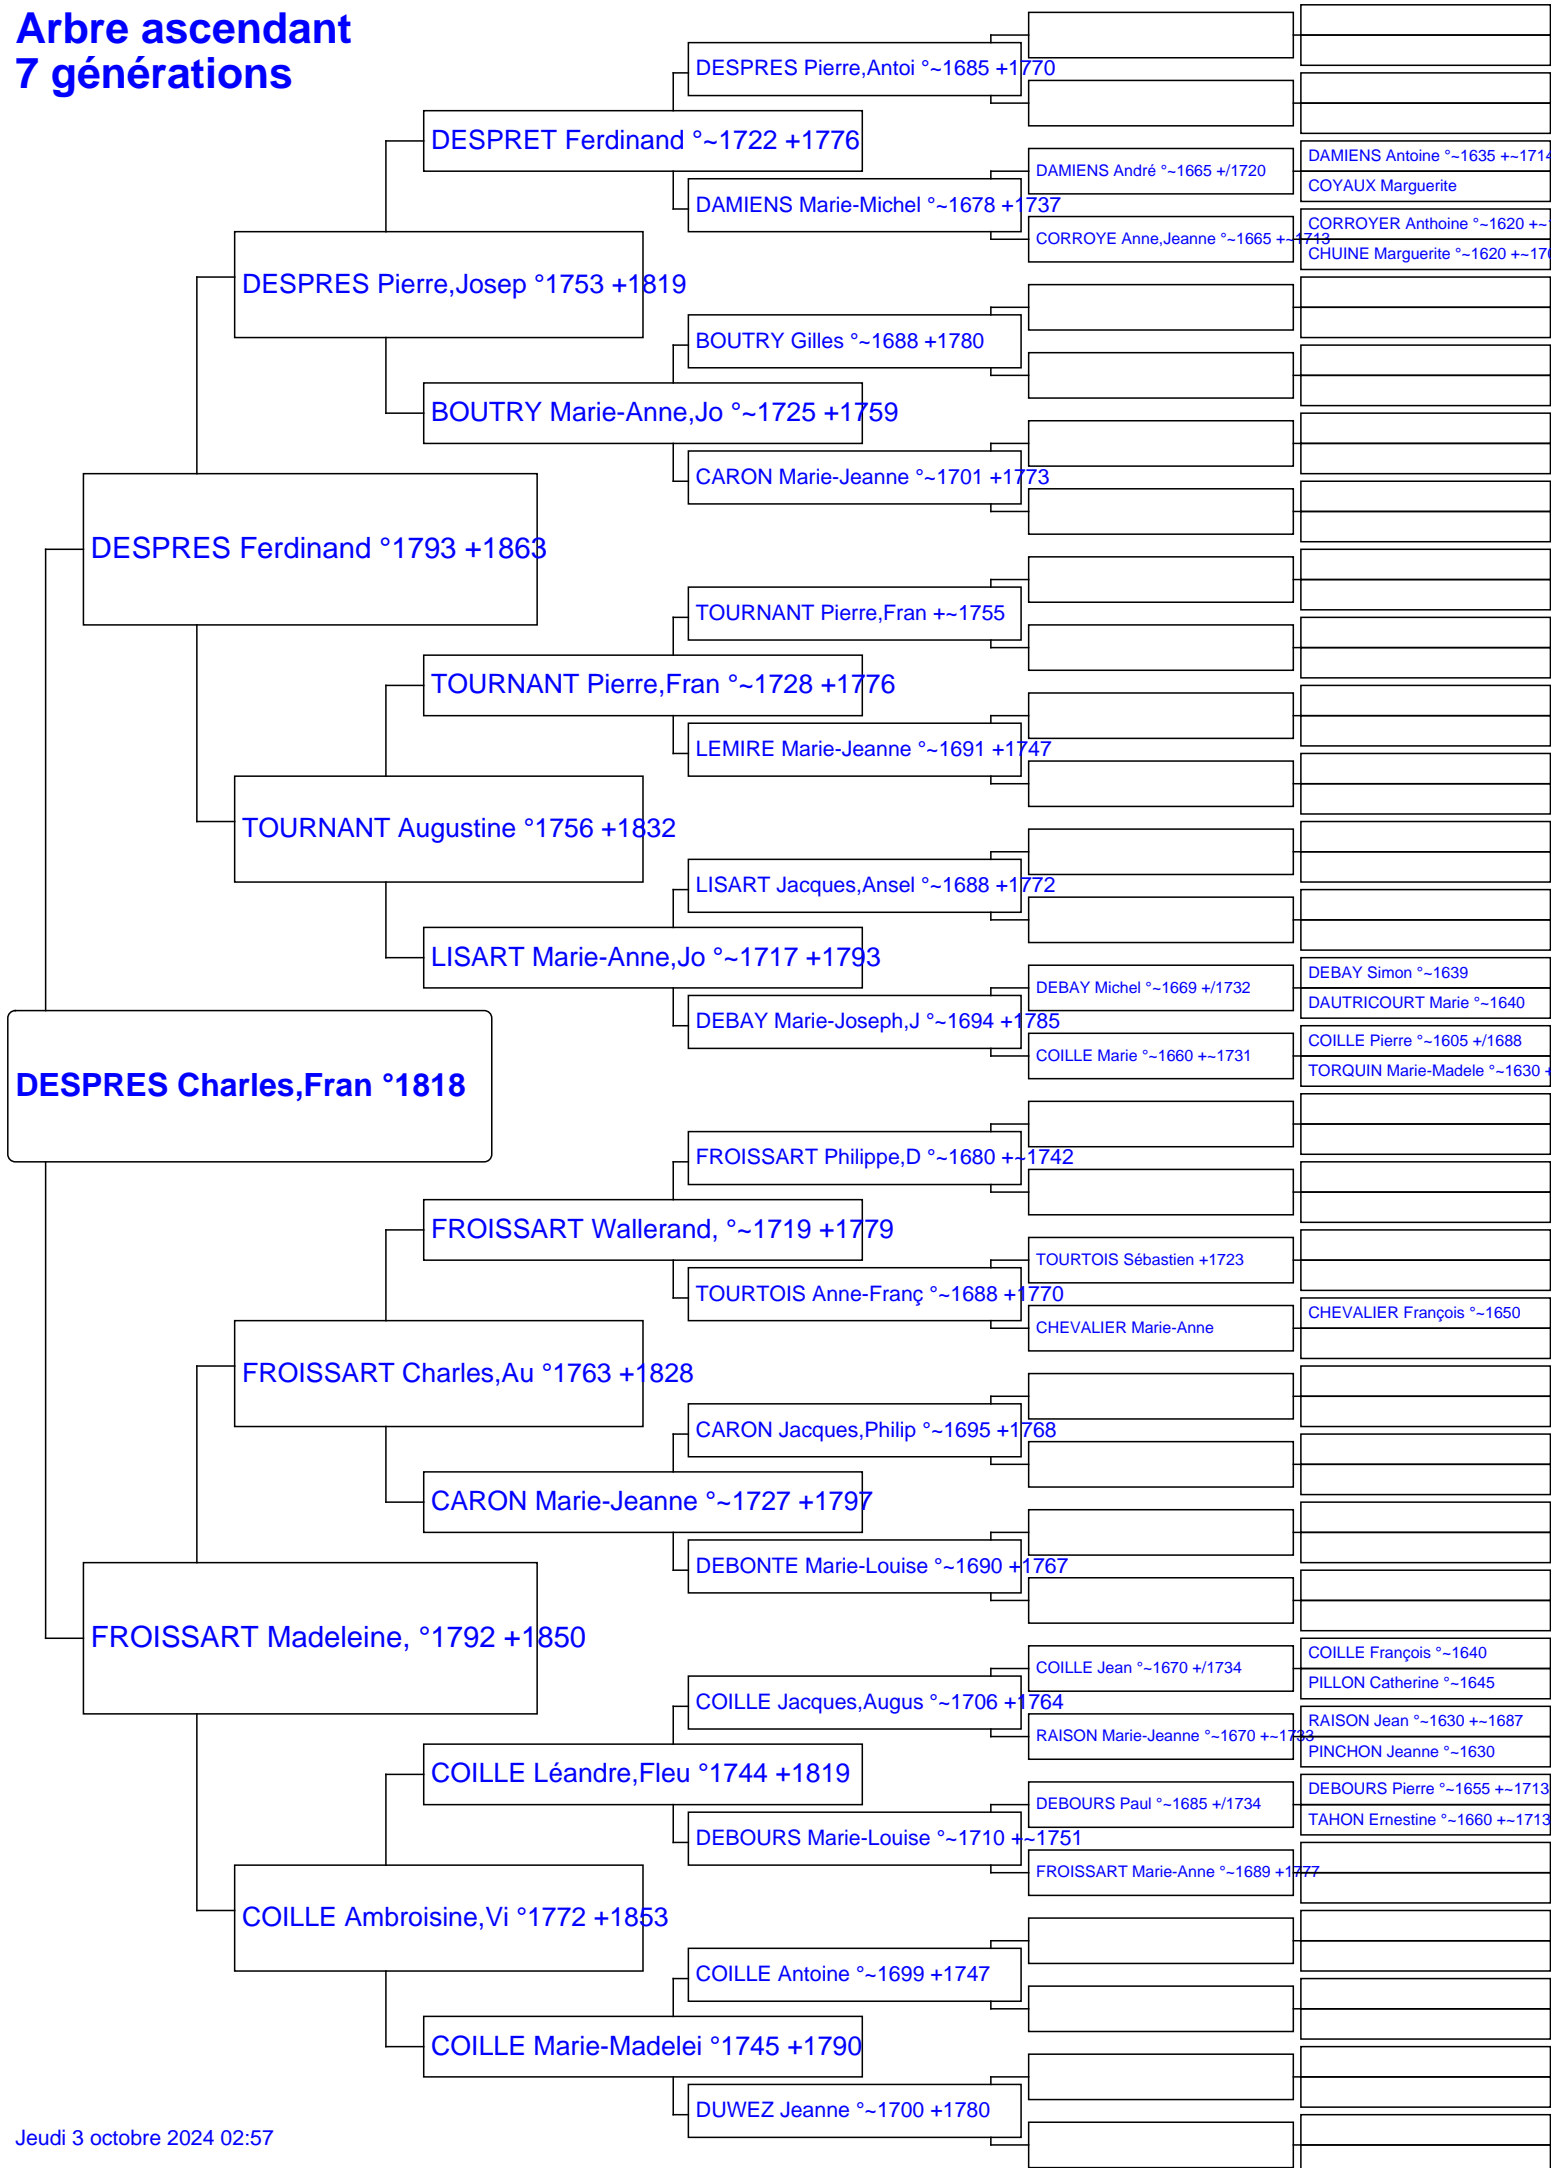 Arbre ascendant
7 générations
DESPRES Pierre,Antoi °~1685 +1770
DESPRET Ferdinand °~1722 +1776
DAMIENS Antoine °~1635 +~1714
DAMIENS André °~1665 +/1720
COYAUX Marguerite
DAMIENS Marie-Michel °~1678 +1737
CORROYER Anthoine °~1620 +~
CORROYE Anne,Jeanne °~1665 +~1713
CHUINE Marguerite °~1620 +~170
DESPRES Pierre,Josep °1753 +1819
BOUTRY Gilles °~1688 +1780
BOUTRY Marie-Anne,Jo °~1725 +1759
CARON Marie-Jeanne °~1701 +1773
DESPRES Ferdinand °1793 +1863
TOURNANT Pierre,Fran +~1755
TOURNANT Pierre,Fran °~1728 +1776
LEMIRE Marie-Jeanne °~1691 +1747
TOURNANT Augustine °1756 +1832
LISART Jacques,Ansel °~1688 +1772
LISART Marie-Anne,Jo °~1717 +1793
DEBAY Simon °~1639
DEBAY Michel °~1669 +/1732
DAUTRICOURT Marie °~1640
DEBAY Marie-Joseph,J °~1694 +1785
COILLE Pierre °~1605 +/1688
COILLE Marie °~1660 +~1731
TORQUIN Marie-Madele °~1630 +
DESPRES Charles,Fran °1818
FROISSART Philippe,D °~1680 +~1742
FROISSART Wallerand, °~1719 +1779
TOURTOIS Sébastien +1723
TOURTOIS Anne-Franç °~1688 +1770
CHEVALIER François °~1650
CHEVALIER Marie-Anne
FROISSART Charles,Au °1763 +1828
CARON Jacques,Philip °~1695 +1768
CARON Marie-Jeanne °~1727 +1797
DEBONTE Marie-Louise °~1690 +1767
FROISSART Madeleine, °1792 +1850
COILLE François °~1640
COILLE Jean °~1670 +/1734
PILLON Catherine °~1645
COILLE Jacques,Augus °~1706 +1764
RAISON Jean °~1630 +~1687
RAISON Marie-Jeanne °~1670 +~1733
PINCHON Jeanne °~1630
COILLE Léandre,Fleu °1744 +1819
DEBOURS Pierre °~1655 +~1713
DEBOURS Paul °~1685 +/1734
TAHON Ernestine °~1660 +~1713
DEBOURS Marie-Louise °~1710 +~1751
FROISSART Marie-Anne °~1689 +1777
COILLE Ambroisine,Vi °1772 +1853
COILLE Antoine °~1699 +1747
COILLE Marie-Madelei °1745 +1790
DUWEZ Jeanne °~1700 +1780
Jeudi 3 octobre 2024 02:57